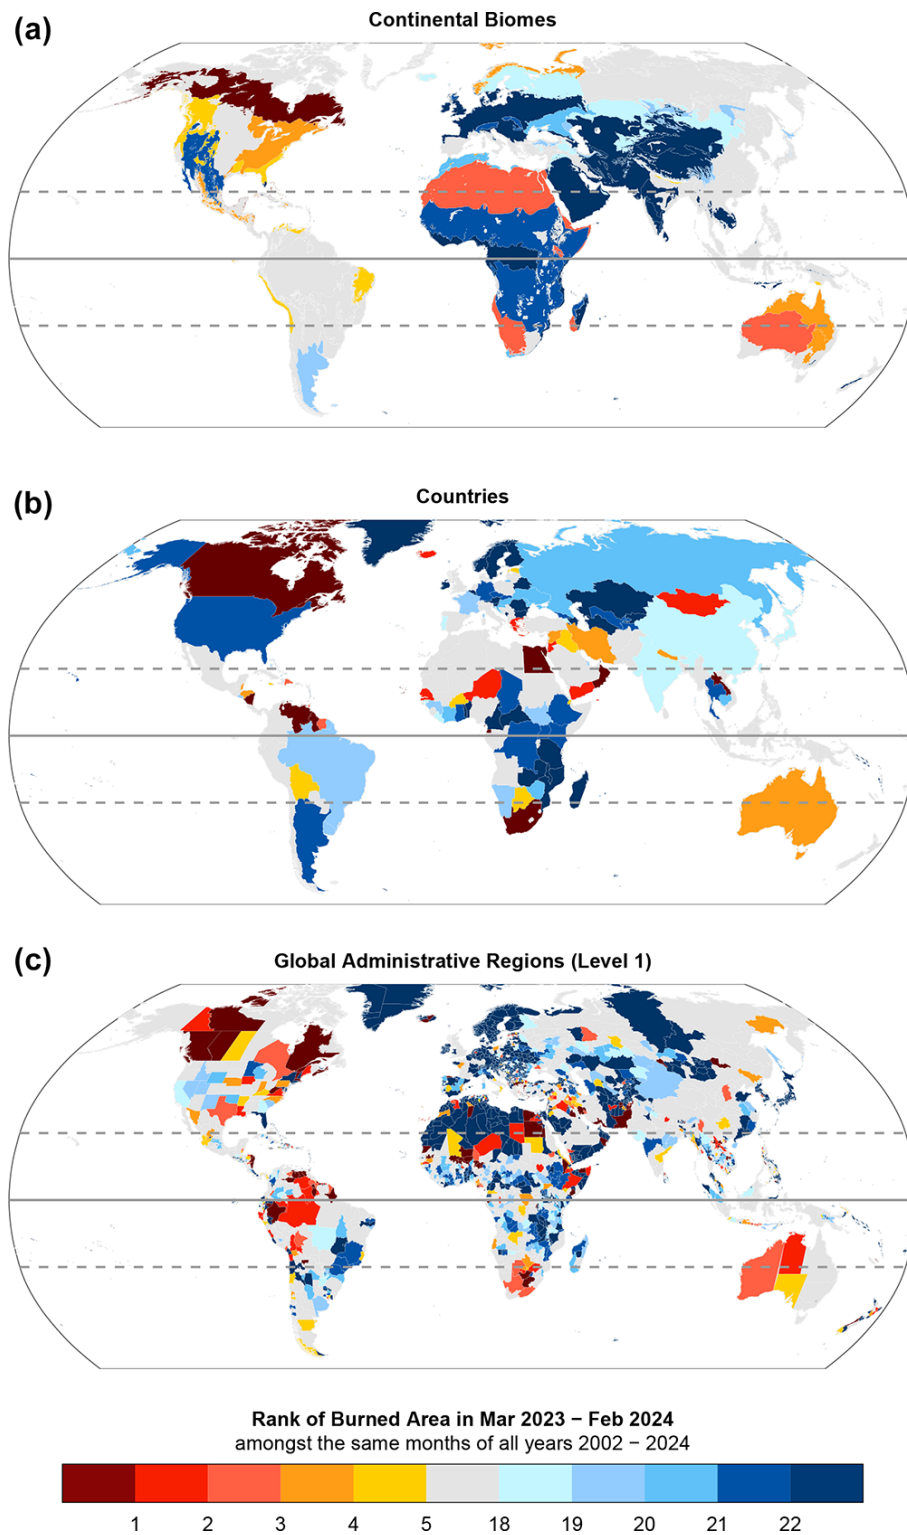 (a)
Continental Biomes
(b)
Countries
(c)
Global Administrative Regions (Level 1)
Rank of Burned Area in Mar 2023 − Feb 2024
amongst the same months of all years 2002 − 2024
1 2 3 4 5 18 19 20 21 22